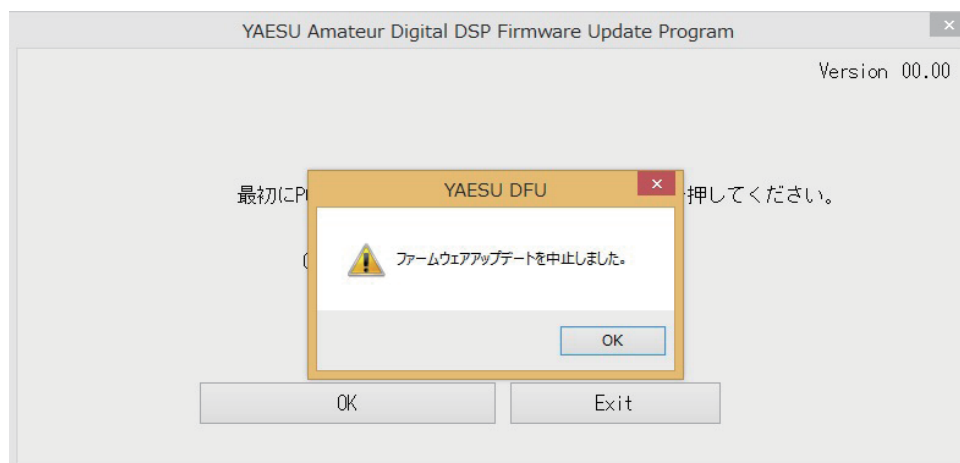 YAESU Amateur Digital DSP Firmware Update Program
Version 00.00
最初にP
押してください。
YAESU DFU
ファームウェアアップデートを中止しました。
OK
OK
Exit